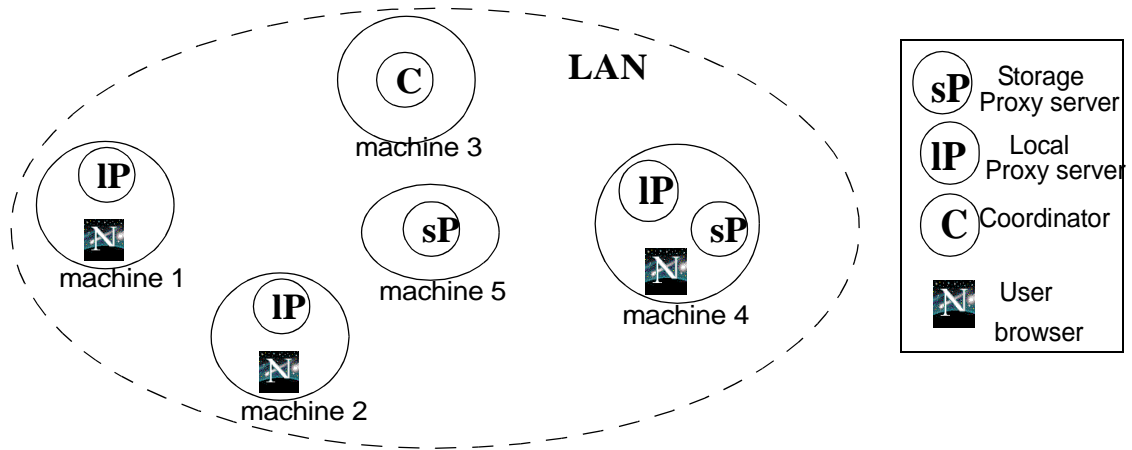 C
LAN
machine 3
lP
N
machine 1
sP
machine 5
lP
sP
N
machine 4
lP
N
machine 2
sP Storage
Proxy server
lP Local
Proxy server
C Coordinator
N User
browser